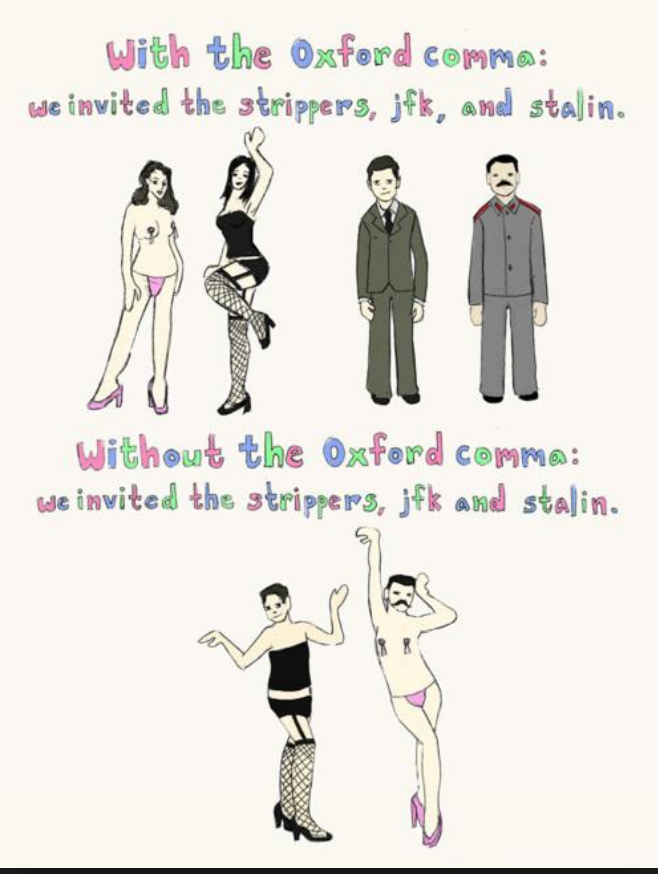 With the Oxford comma:
we invited the strippers, jfk, and stalin.
Without the Oxford comma:
we invited the strippers, jfk and stalin.